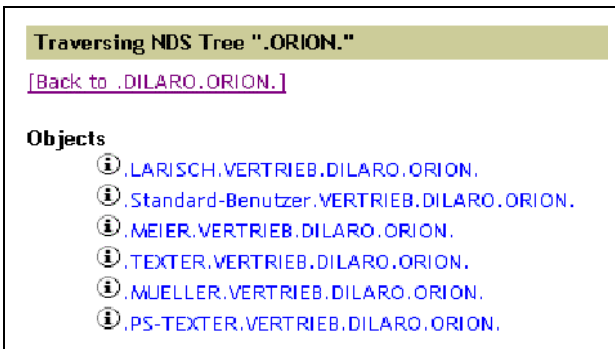 Traversing NDS Tree ".ORION."
[Back to .DILARO.ORION.]
Objects
.LARISCH.VERTRIEB.DILARO.ORION.
.Standard-Benutzer.VERTRIEB.DILARO.ORION.
.MEIER.VERTRIEB.DILARO.ORION.
.TEXTER.VERTRIEB.DILARO.ORION.
.MUELLER.VERTRIEB.DILARO.ORION.
.PS-TEXTER.VERTRIEB.DILARO.ORION.